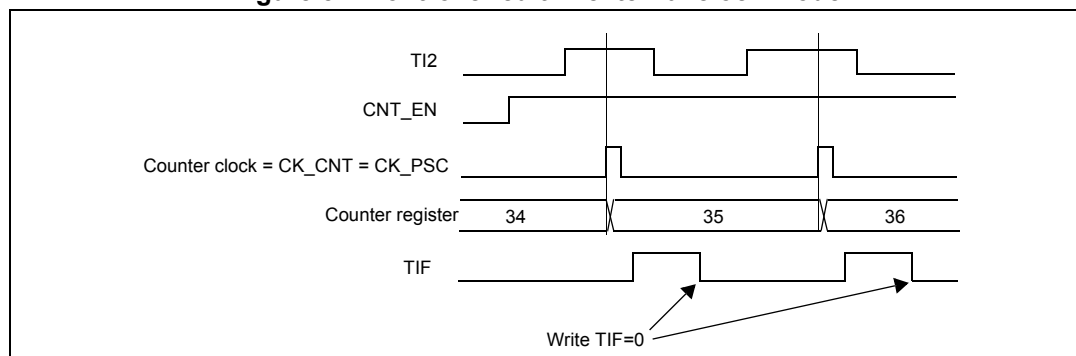 TI2
CNT_EN
Counter clock = CK_CNT = CK_PSC
Counter register 34 35 36
TIF
Write TIF=0